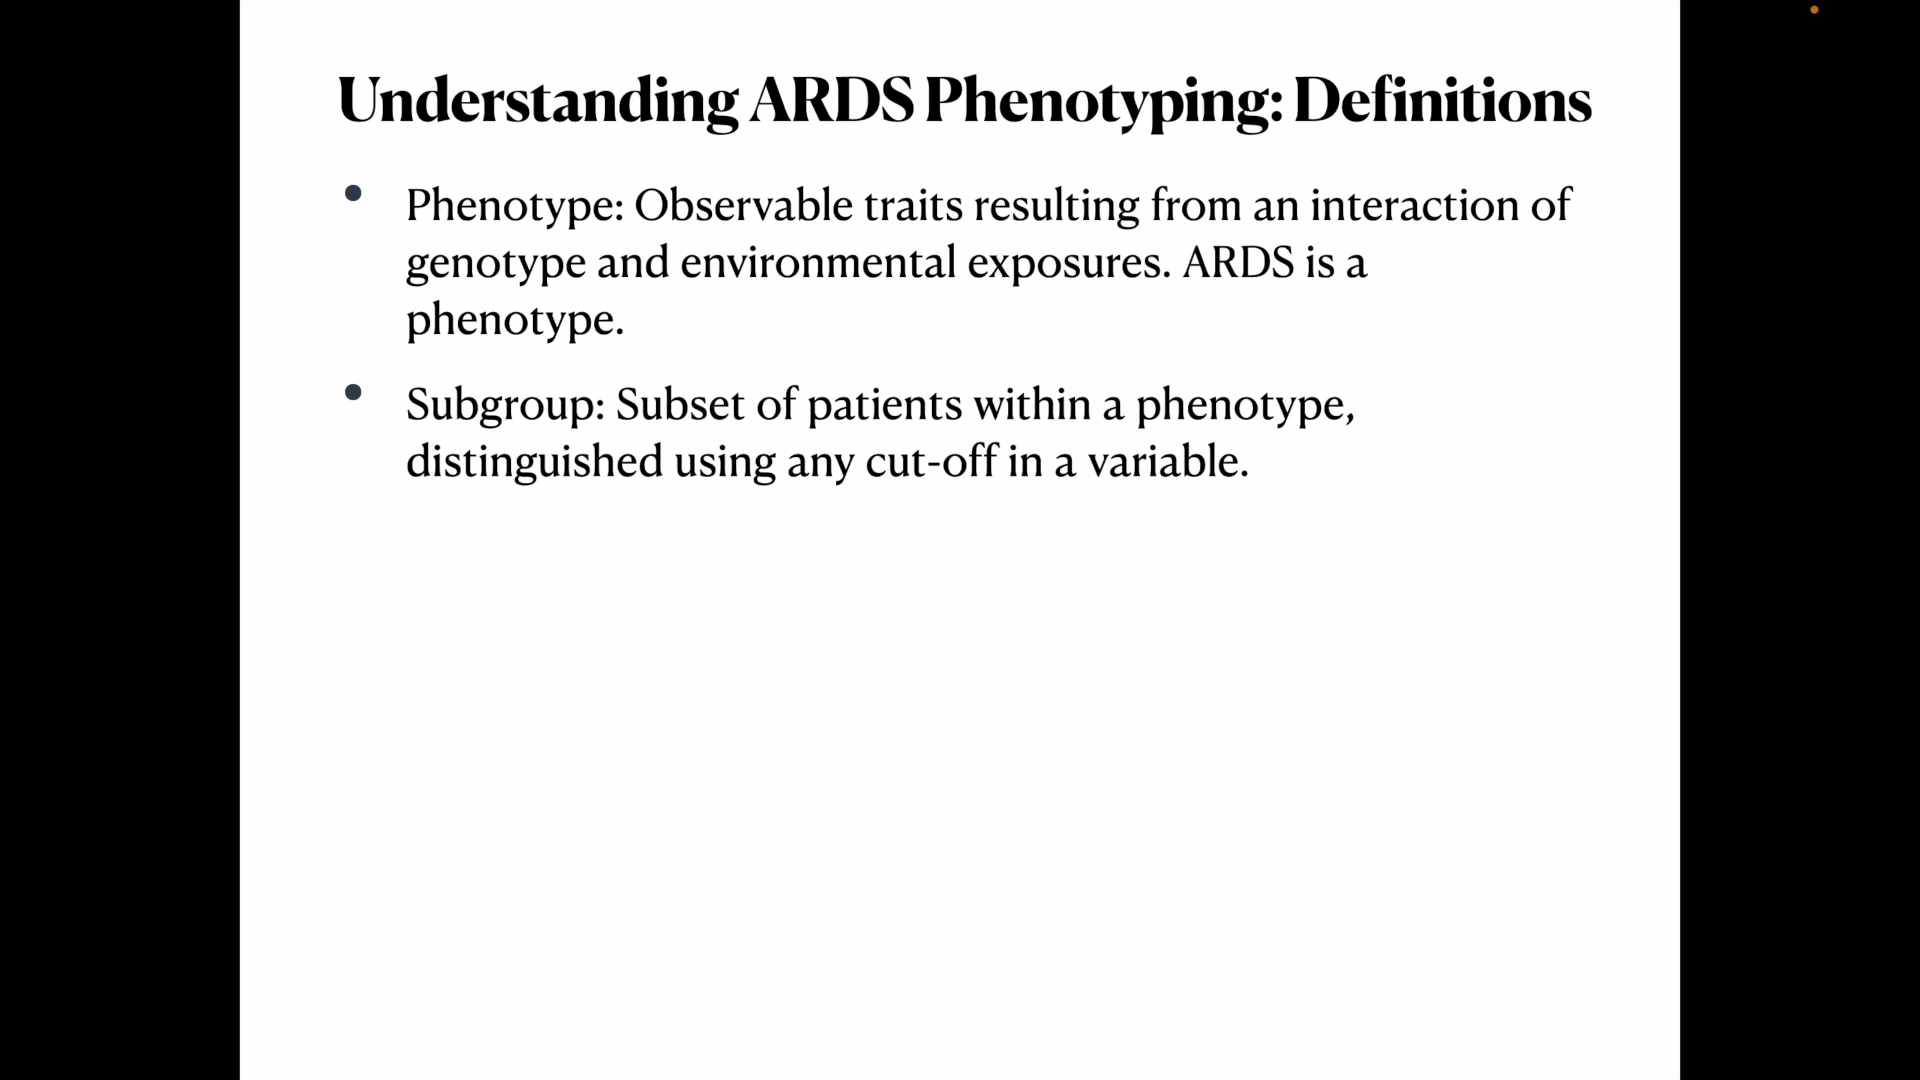 Understanding ARDS Phenotyping: Definitions
• Phenotype: Observable traits resulting from an interaction of
genotype and environmental exposures. ARDS is a
phenotype.
• Subgroup: Subset of patients within a phenotype,
distinguished using any cut-off in a variable.